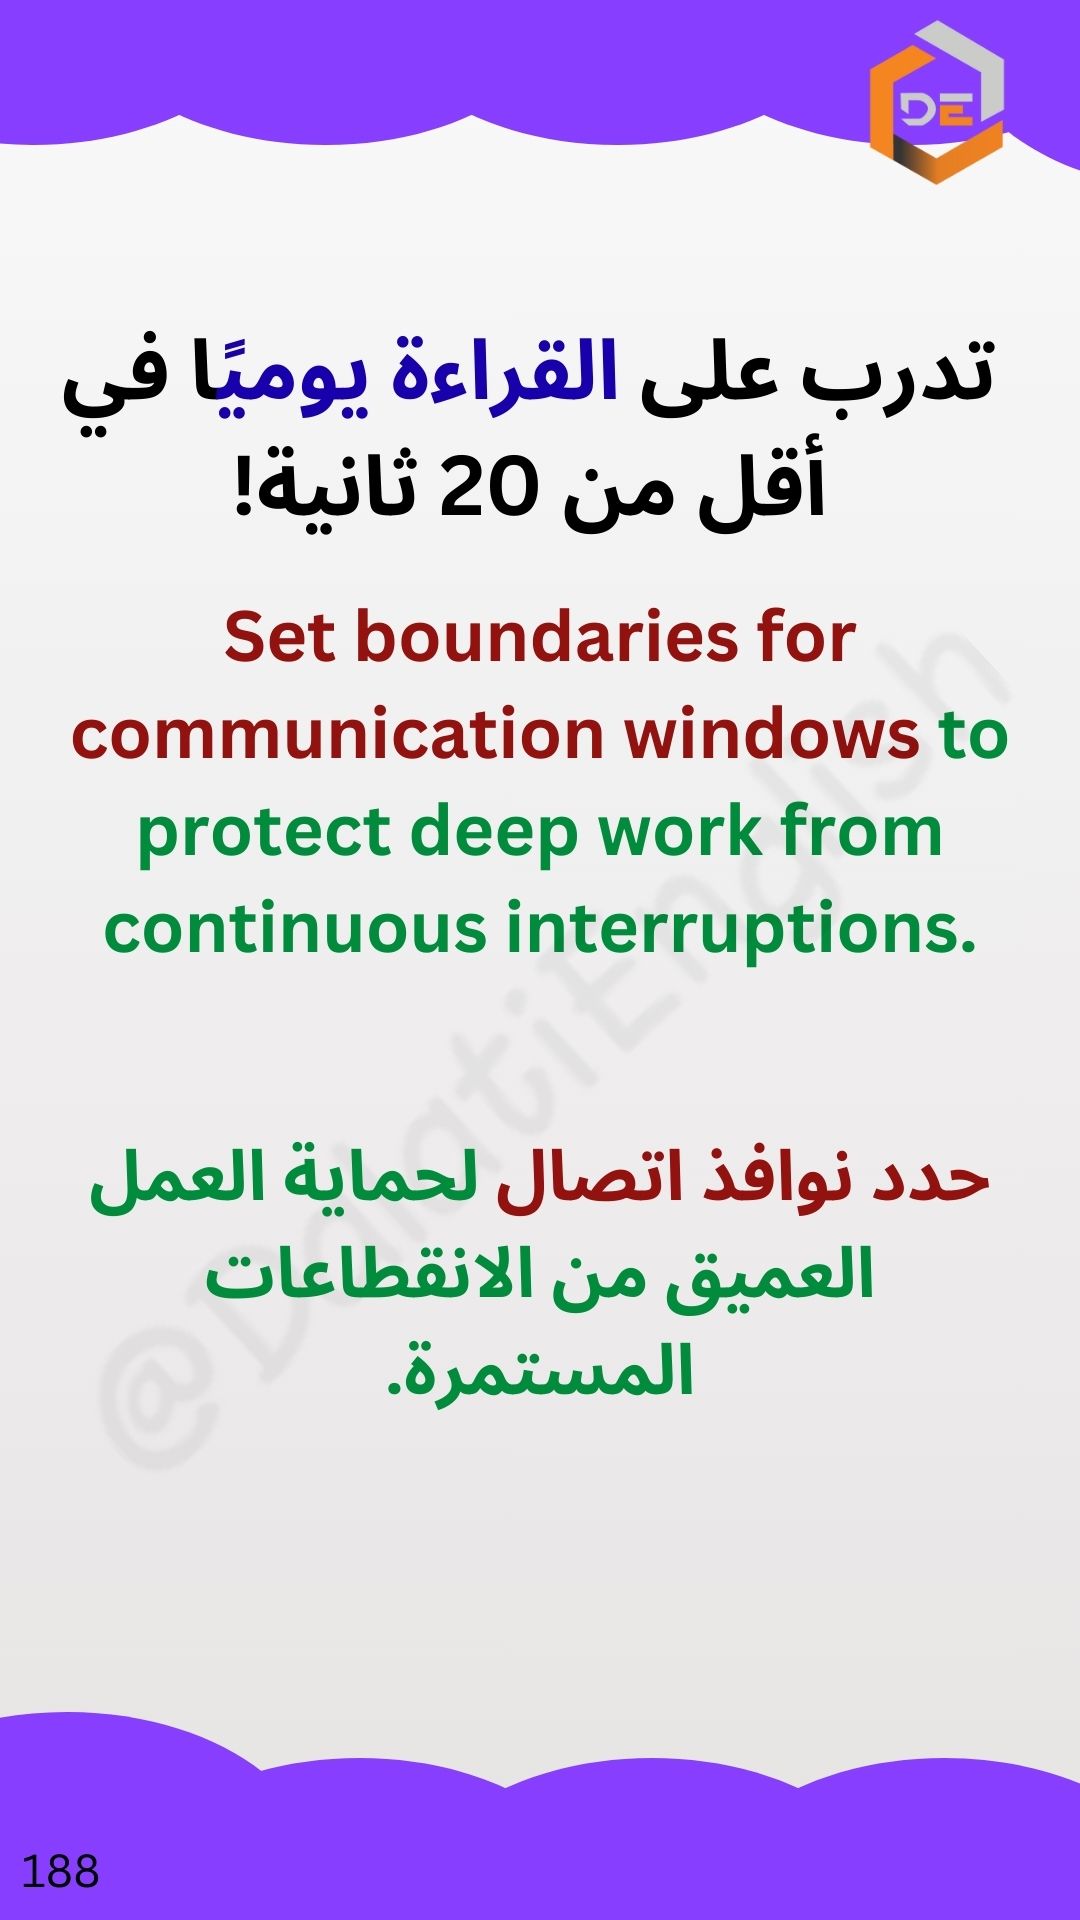 DE
تدرب على القراءة يوميًا في
أقل من 20 ثانية!
Set boundaries for
communication windows to
protect deep work from
continuous interruptions.
حدد نوافذ اتصال لحماية العمل
العميق من الانقطاعات
المستمرة.
@DalatiEnglish
188